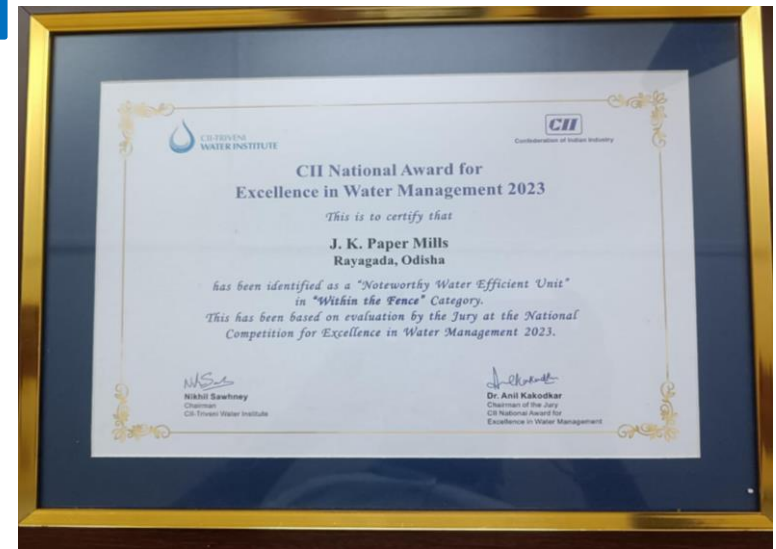 CII-TRIVENI
WATER INSTITUTE
CII
Confederation of Indian Industry
CII National Award for
Excellence in Water Management 2023
This is to certify that
J. K. Paper Mills
Rayagada, Odisha
has been identified as a "Noteworthy Water Efficient Unit"
in "Within the Fence" Category.
This has been based on evaluation by the Jury at the National
Competition for Excellence in Water Management 2023.
Nikhil Sawhney
Chairman
CII-Triveni Water Institute
Dr. Anil Kakodkar
Chairman of the Jury
CII National Award for
Excellence in Water Management